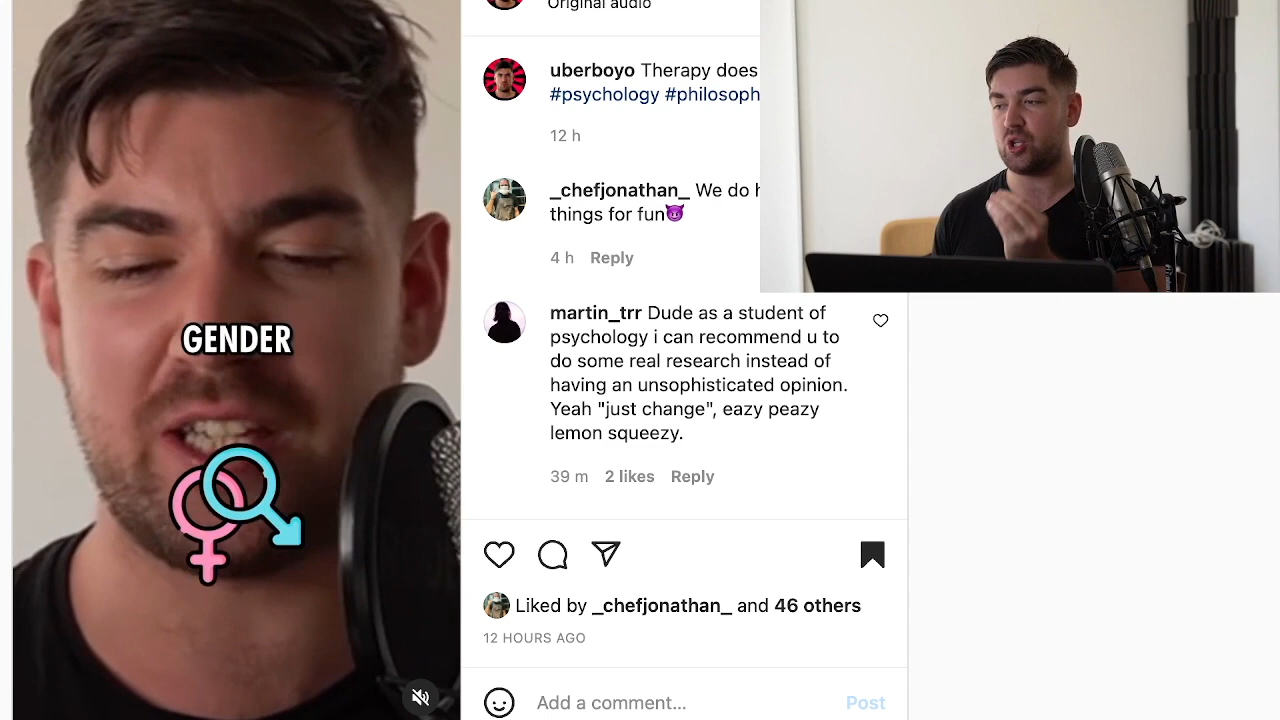 GENDER
Original audio
uberboyo Therapy does
#psychology #philosoph
12 h
_chefjonathan_ We do h
things for fun😈
4 h Reply
martin_trr Dude as a student of
psychology i can recommend u to
do some real research instead of
having an unsophisticated opinion.
Yeah "just change", eazy peazy
lemon squeezy.
39 m 2 likes Reply
Liked by _chefjonathan_ and 46 others
12 HOURS AGO
Add a comment... Post